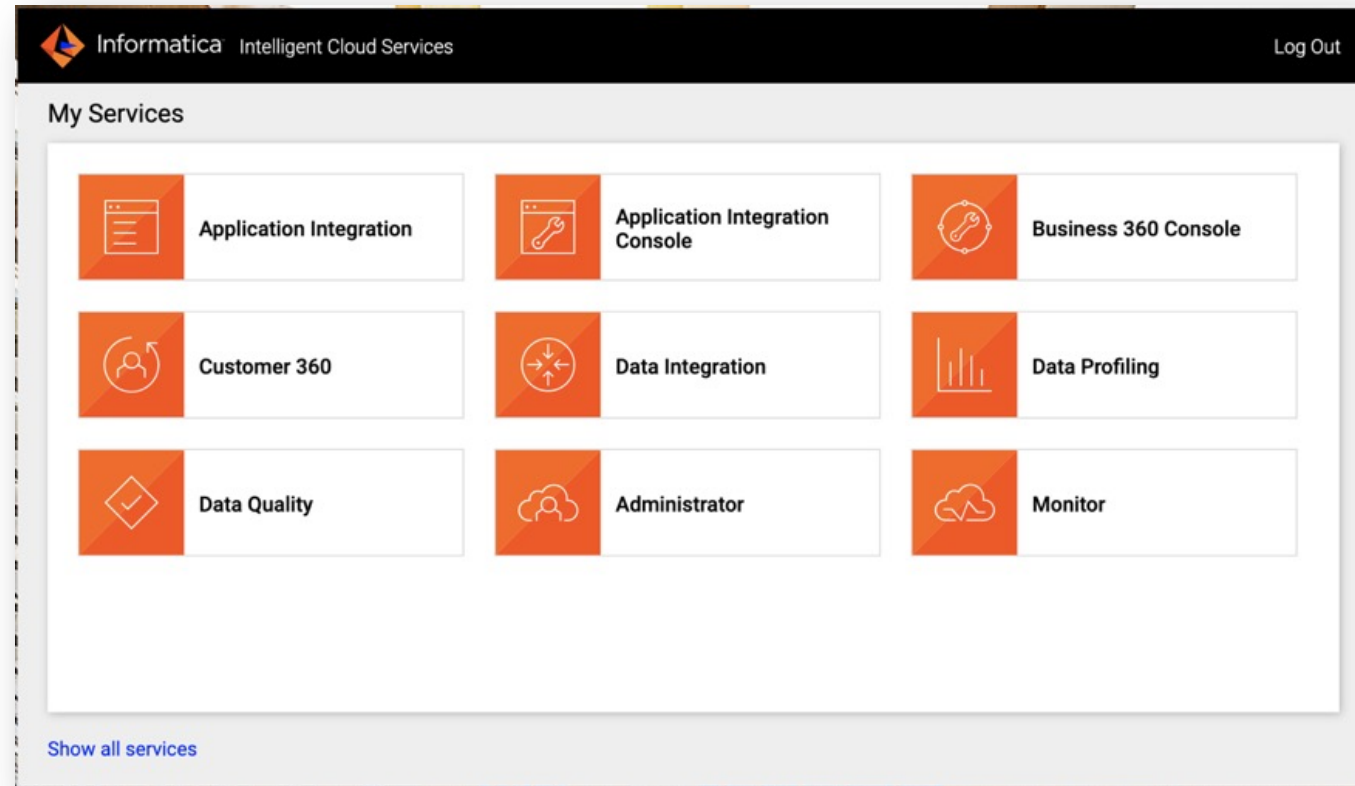 Informatica Intelligent Cloud Services Log Out
My Services
Application Integration
Application Integration
Console
Business 360 Console
Customer 360
Data Integration
Data Profiling
Data Quality
Administrator
Monitor
Show all services